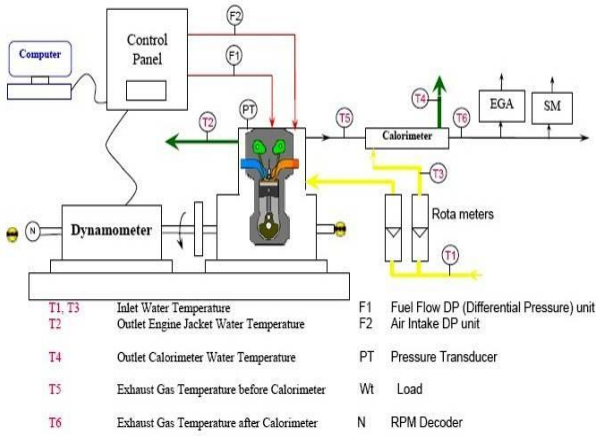 F2
Control
Panel
Computer
F1
T4
EGA
SM
T2
PT
T5
Calorimeter
T6
T3
Rota meters
N
Dynamometer
T1
T1, T3 Inlet Water Temperature F1 Fuel Flow DP (Differential Pressure) unit
T2 Outlet Engine Jacket Water Temperature F2 Air Intake DP unit
T4 Outlet Calorimeter Water Temperature PT Pressure Transducer
T5 Exhaust Gas Temperature before Calorimeter Wt Load
T6 Exhaust Gas Temperature after Calorimeter N RPM Decoder